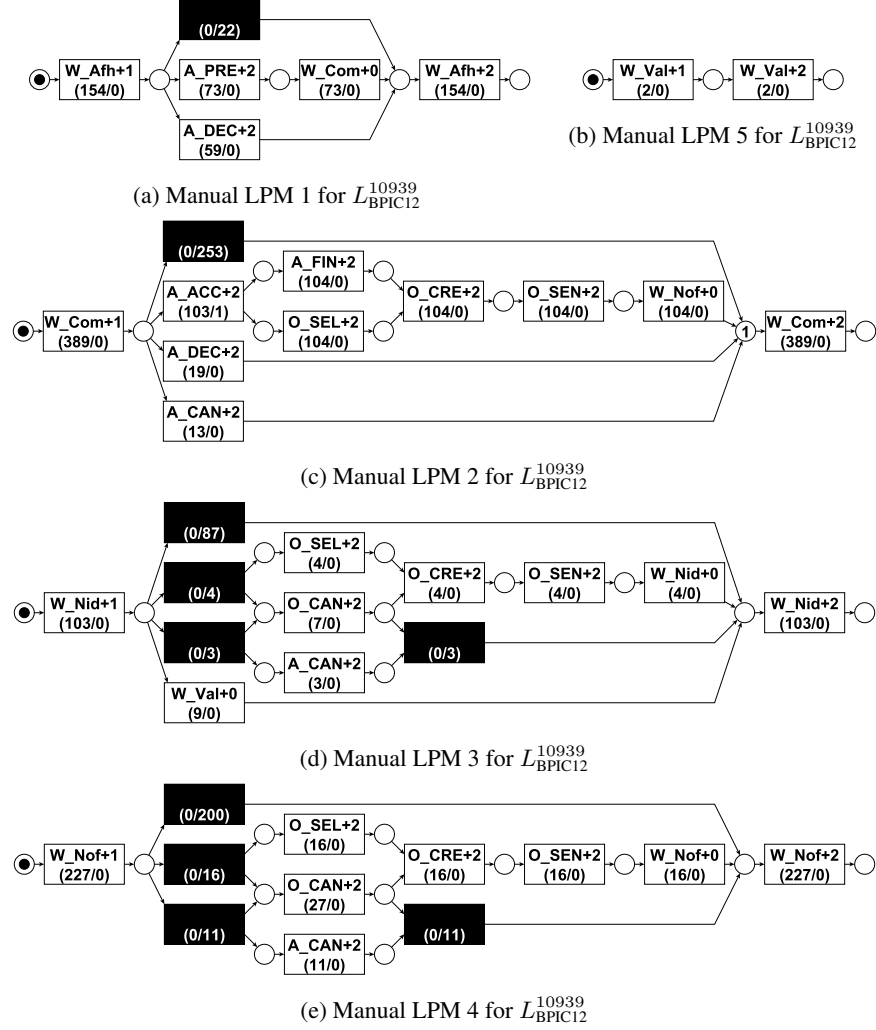 (0/22)
W_Afh+1
(154/0)
A_PRE+2
(73/0)
W_Com+0
(73/0)
W_Afh+2
(154/0)
A_DEC+2
(59/0)
(a) Manual LPM 1 for L^{10939}_{BPIC12}
W_Val+1
(2/0)
W_Val+2
(2/0)
(b) Manual LPM 5 for L^{10939}_{BPIC12}
(0/253)
A_FIN+2
(104/0)
W_Com+1
(389/0)
A_ACC+2
(103/1)
O_SEL+2
(104/0)
O_CRE+2
(104/0)
O_SEN+2
(104/0)
W_Nof+0
(104/0)
1
W_Com+2
(389/0)
A_DEC+2
(19/0)
A_CAN+2
(13/0)
(c) Manual LPM 2 for L^{10939}_{BPIC12}
(0/87)
O_SEL+2
(4/0)
W_Nid+1
(103/0)
(0/4)
O_CAN+2
(7/0)
O_CRE+2
(4/0)
O_SEN+2
(4/0)
W_Nid+0
(4/0)
W_Nid+2
(103/0)
(0/3)
A_CAN+2
(3/0)
(0/3)
W_Val+0
(9/0)
(d) Manual LPM 3 for L^{10939}_{BPIC12}
(0/200)
O_SEL+2
(16/0)
W_Nof+1
(227/0)
(0/16)
O_CAN+2
(27/0)
O_CRE+2
(16/0)
O_SEN+2
(16/0)
W_Nof+0
(16/0)
W_Nof+2
(227/0)
(0/11)
A_CAN+2
(11/0)
(0/11)
(e) Manual LPM 4 for L^{10939}_{BPIC12}